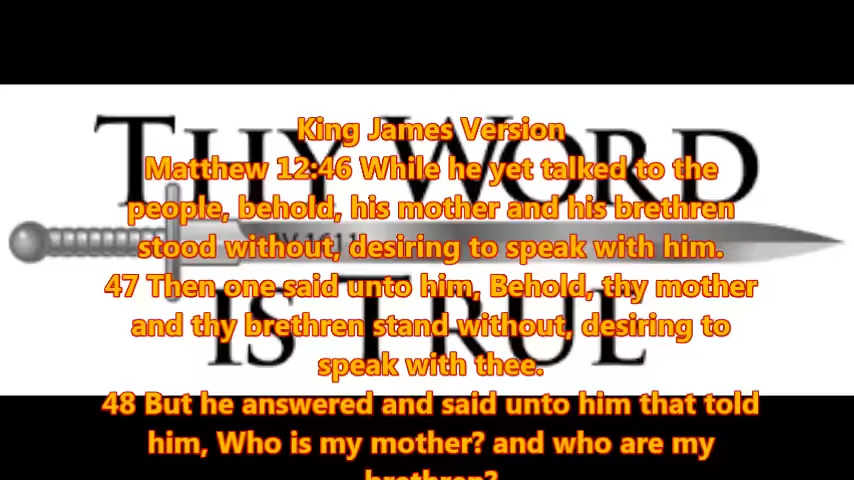 THY WORD
King James Version
Matthew 12:46 While he yet talked to the
people, behold, his mother and his brethren
stood without, desiring to speak with him.
KJV 1611
47 Then one said unto him, Behold, thy mother
and thy brethren stand without, desiring to
IS TRUE
speak with thee.
48 But he answered and said unto him that told
him, Who is my mother? and who are my
brethren?